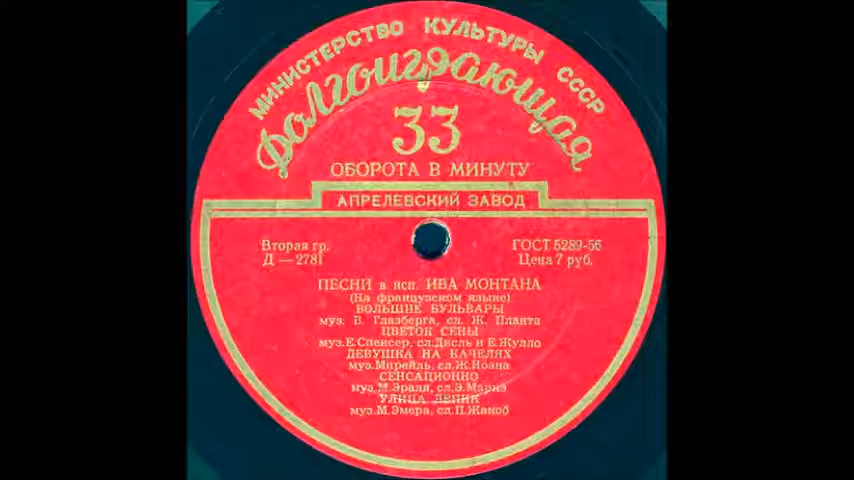 МИНИСТЕРСТВО КУЛЬТУРЫ СССР
Долгоиграющая
33
ОБОРОТА В МИНУТУ
АПРЕЛЕВСКИЙ ЗАВОД
Вторая гр.
Д — 2781
ГОСТ 5289-56
Цена 7 руб.
ПЕСНИ в исп. ИВА МОНТАНА
(На французском языке)
БОЛЬШИЕ БУЛЬВАРЫ
муз. В. Глазберга, сл. Ж. Планта
ЦВЕТОК СЕНЫ
муз. Е. Спенсер, сл. Дисль и Е. Жулло
ДЕВУШКА НА КАЧЕЛЯХ
муз. Мирейль, сл. Ж. Ноэна
СЕНСАЦИОННО
муз. М. Эраля, сл. Э. Мариз
УЛИЦА ЛЕПИК
муз. М. Эмера, сл. П. Жакоб